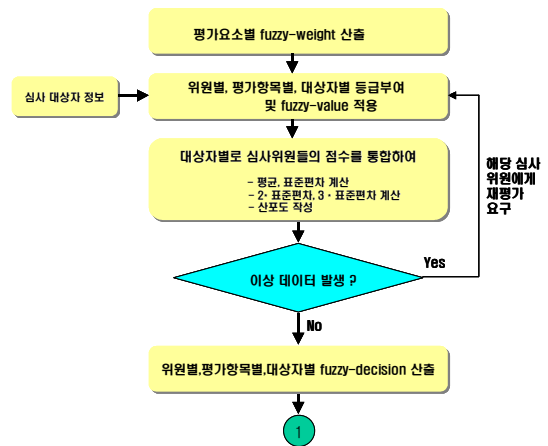 평가요소별 fuzzy-weight 산출
심사 대상자 정보
위원별, 평가항목별, 대상자별 등급부여
및 fuzzy-value 적용
대상자별로 심사위원들의 점수를 통합하여
- 평균, 표준편차 계산
- 2· 표준편차, 3 · 표준편차 계산
- 산포도 작성
해당 심사
위원에게
재평가
요구
이상 데이터 발생 ?
Yes
No
위원별,평가항목별,대상자별 fuzzy-decision 산출
1